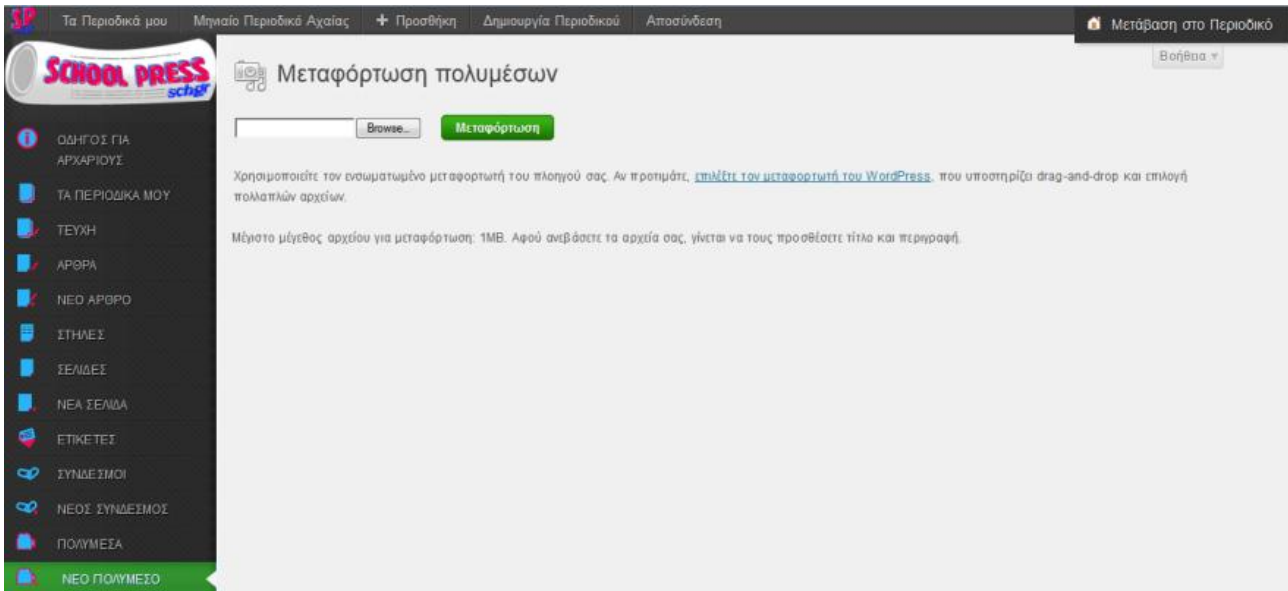 SP Τα Περιοδικά μου Μηνιαίο Περιοδικό Αχαΐας + Προσθήκη Δημιουργία Περιοδικού Αποσύνδεση Μετάβαση στο Περιοδικό
Βοήθεια
SCHOOL PRESS
schgr
Μεταφόρτωση πολυμέσων
Browse... Μεταφόρτωση
Χρησιμοποιείτε τον ενσωματωμένο μεταφορτωτή του πλοηγού σας. Αν προτιμάτε, επιλέξτε τον μεταφορτωτή του WordPress, που υποστηρίζει drag-and-drop και επιλογή
πολλαπλών αρχείων.
Μέγιστο μέγεθος αρχείου για μεταφόρτωση: 1MB. Αφού ανεβάσετε τα αρχεία σας, γίνεται να τους προσθέσετε τίτλο και περιγραφή.
ΟΔΗΓΟΣ ΓΙΑ
ΑΡΧΑΡΙΟΥΣ
ΤΑ ΠΕΡΙΟΔΙΚΑ ΜΟΥ
ΤΕΥΧΗ
ΑΡΘΡΑ
ΝΕΟ ΑΡΘΡΟ
ΣΤΗΛΕΣ
ΣΕΛΙΔΕΣ
ΝΕΑ ΣΕΛΙΔΑ
ΕΤΙΚΕΤΕΣ
ΣΥΝΔΕΣΜΟΙ
ΝΕΟΣ ΣΥΝΔΕΣΜΟΣ
ΠΟΛΥΜΕΣΑ
ΝΕΟ ΠΟΛΥΜΕΣΟ